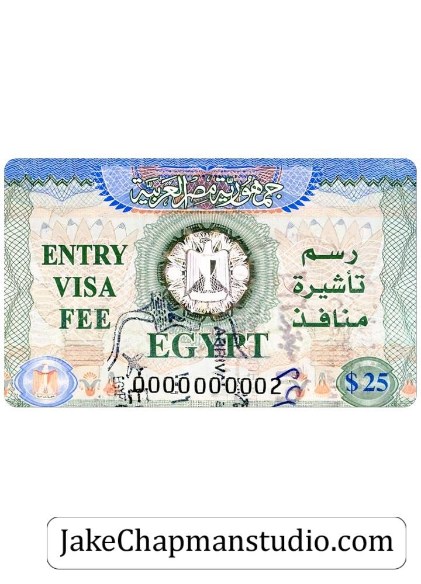 جمهورية مصر العربية
ENTRY
VISA
FEE
رسم
تأشيرة
منافذ
EGYPT
0000000002
$ 25
JakeChapmanstudio.com